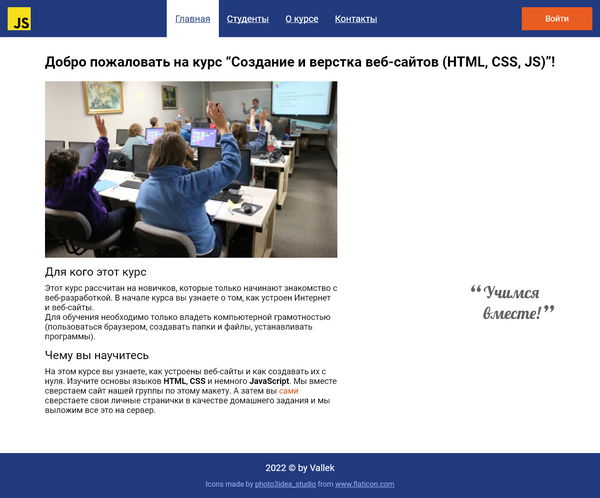 JS
Главная Студенты О курсе Контакты Войти
Добро пожаловать на курс “Создание и верстка веб-сайтов (HTML, CSS, JS)”!
Для кого этот курс
Этот курс рассчитан на новичков, которые только начинают знакомство с
веб-разработкой. В начале курса вы узнаете о том, как устроен Интернет
и веб-сайты.
Для обучения необходимо только владеть компьютерной грамотностью
(пользоваться браузером, создавать папки и файлы, устанавливать
программы).
Чему вы научитесь
На этом курсе вы узнаете, как устроены веб-сайты и как создавать их с
нуля. Изучите основы языков HTML, CSS и немного JavaScript. Мы вместе
сверстаем сайт нашей группы по этому макету. А затем вы сами
сверстаете свои личные странички в качестве домашнего задания и мы
выложим все это на сервер.
“Учимся
вместе!”
2022 © by Vallek
Icons made by photo3idea_studio from www.flaticon.com